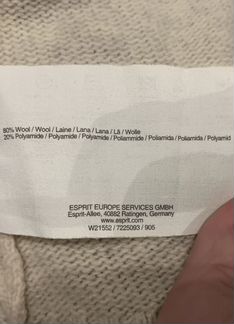 80% Wool / Wool / Laine / Lana / Lana / Lã / Wolle
20% Polyamide / Polyamide / Polyamide / Poliammide / Poliamida / Poliamida / Polyamid
ESPRIT EUROPE SERVICES GMBH
Esprit-Allee, 40882 Ratingen, Germany
www.esprit.com
W21552 / 7225093 / 905